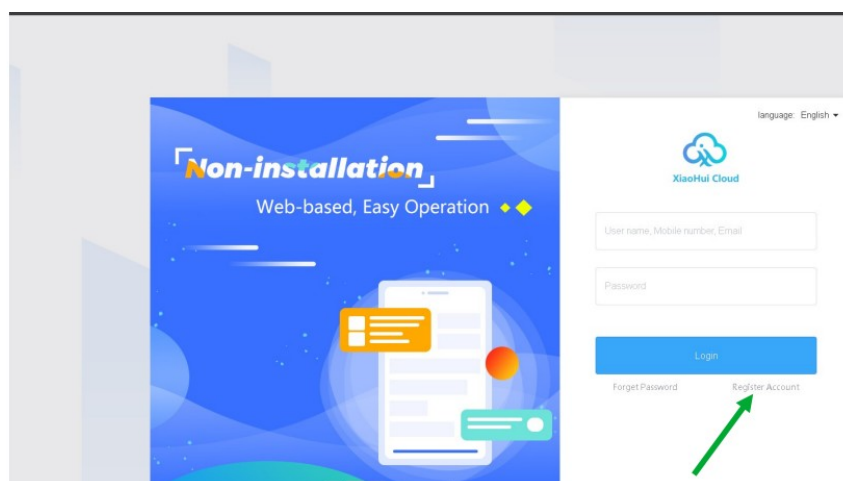 Non-installation
Web-based, Easy Operation
language: English
XiaoHui Cloud
User name, Mobile number, Email
Password
Login
Forget Password
Register Account